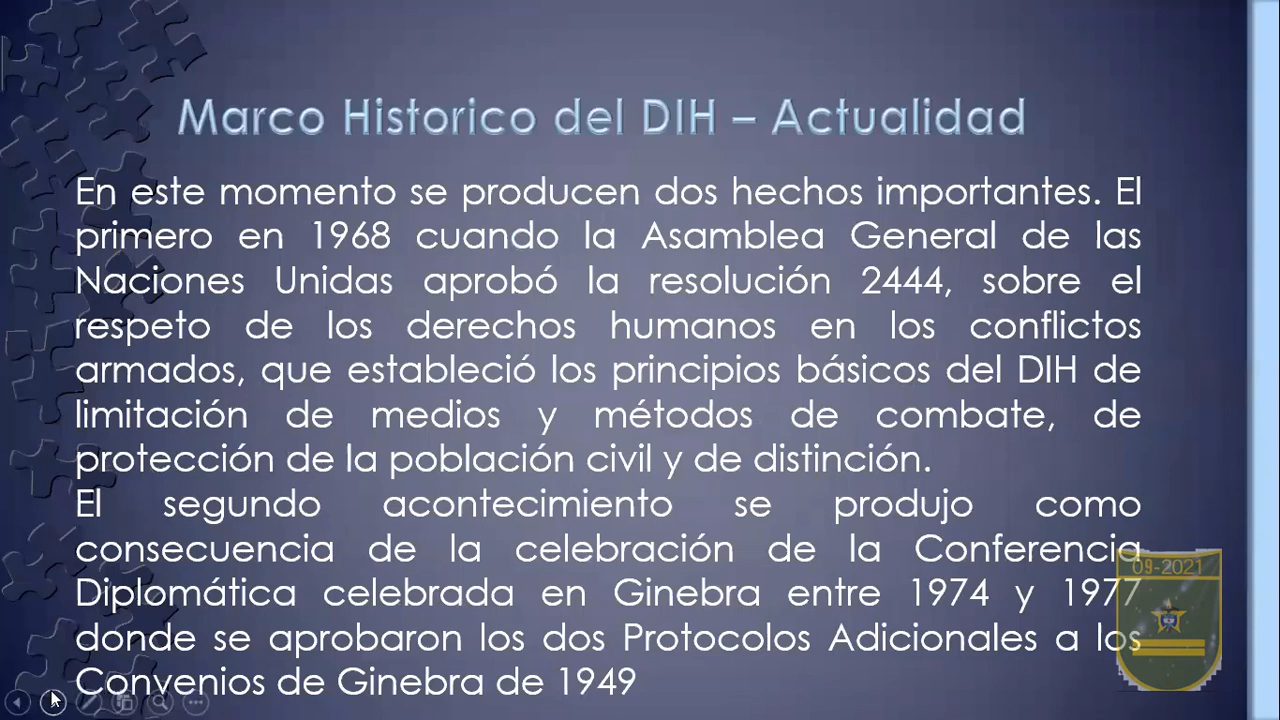 Marco Historico del DIH – Actualidad
En este momento se producen dos hechos importantes. El
primero en 1968 cuando la Asamblea General de las
Naciones Unidas aprobó la resolución 2444, sobre el
respeto de los derechos humanos en los conflictos
armados, que estableció los principios básicos del DIH de
limitación de medios y métodos de combate, de
protección de la población civil y de distinción.
El segundo acontecimiento se produjo como
consecuencia de la celebración de la Conferencia
Diplomática celebrada en Ginebra entre 1974 y 1977
donde se aprobaron los dos Protocolos Adicionales a los
Convenios de Ginebra de 1949
09-2021